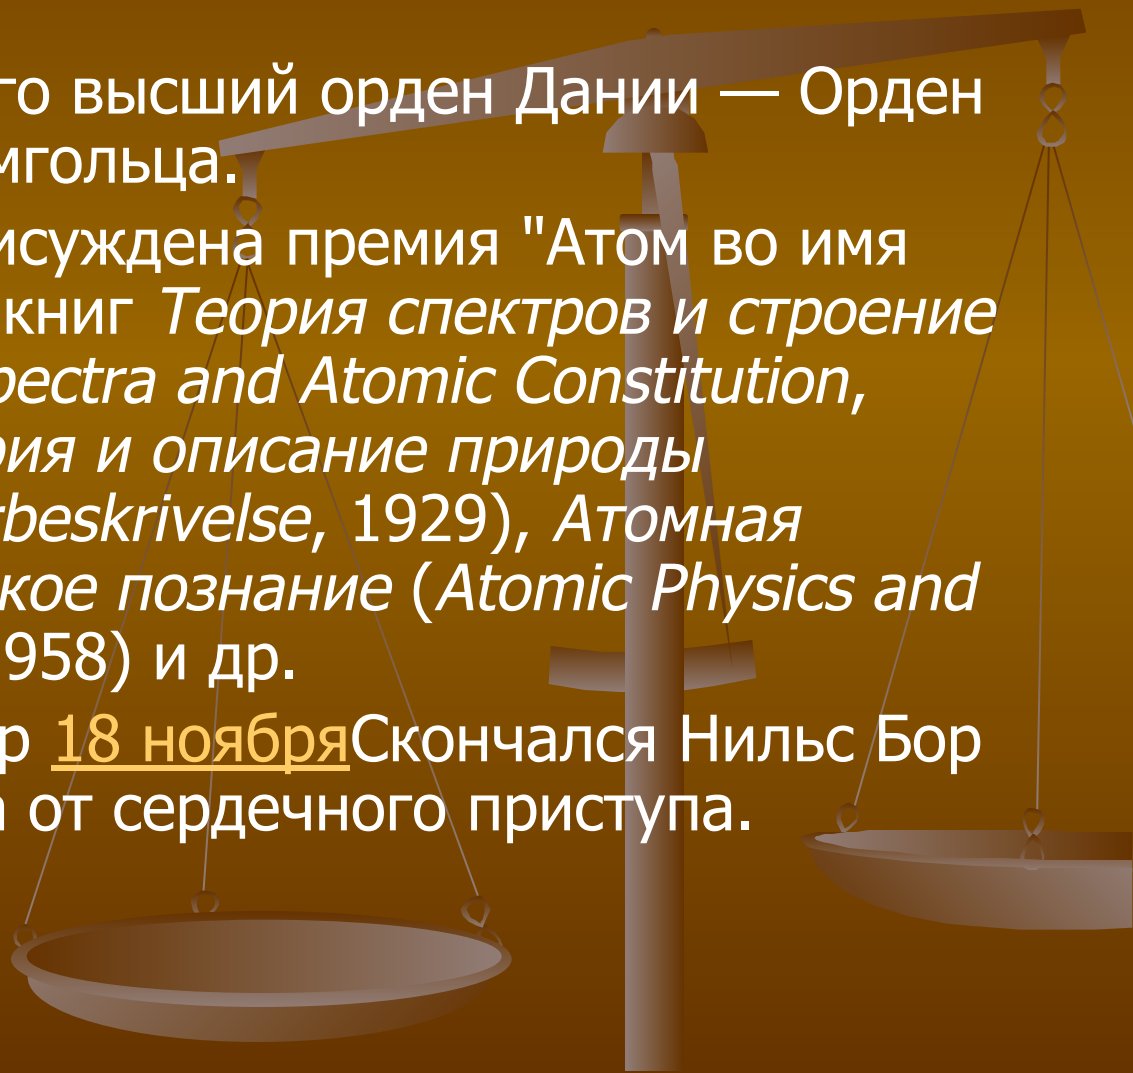 го высший орден Дании — Орден
мгольца.
исуждена премия "Атом во имя
книг Теория спектров и строение
pectra and Atomic Constitution,
рия и описание природы
rbeskrivelse, 1929), Атомная
кое познание (Atomic Physics and
958) и др.
р 18 ноябряСкончался Нильс Бор
а от сердечного приступа.